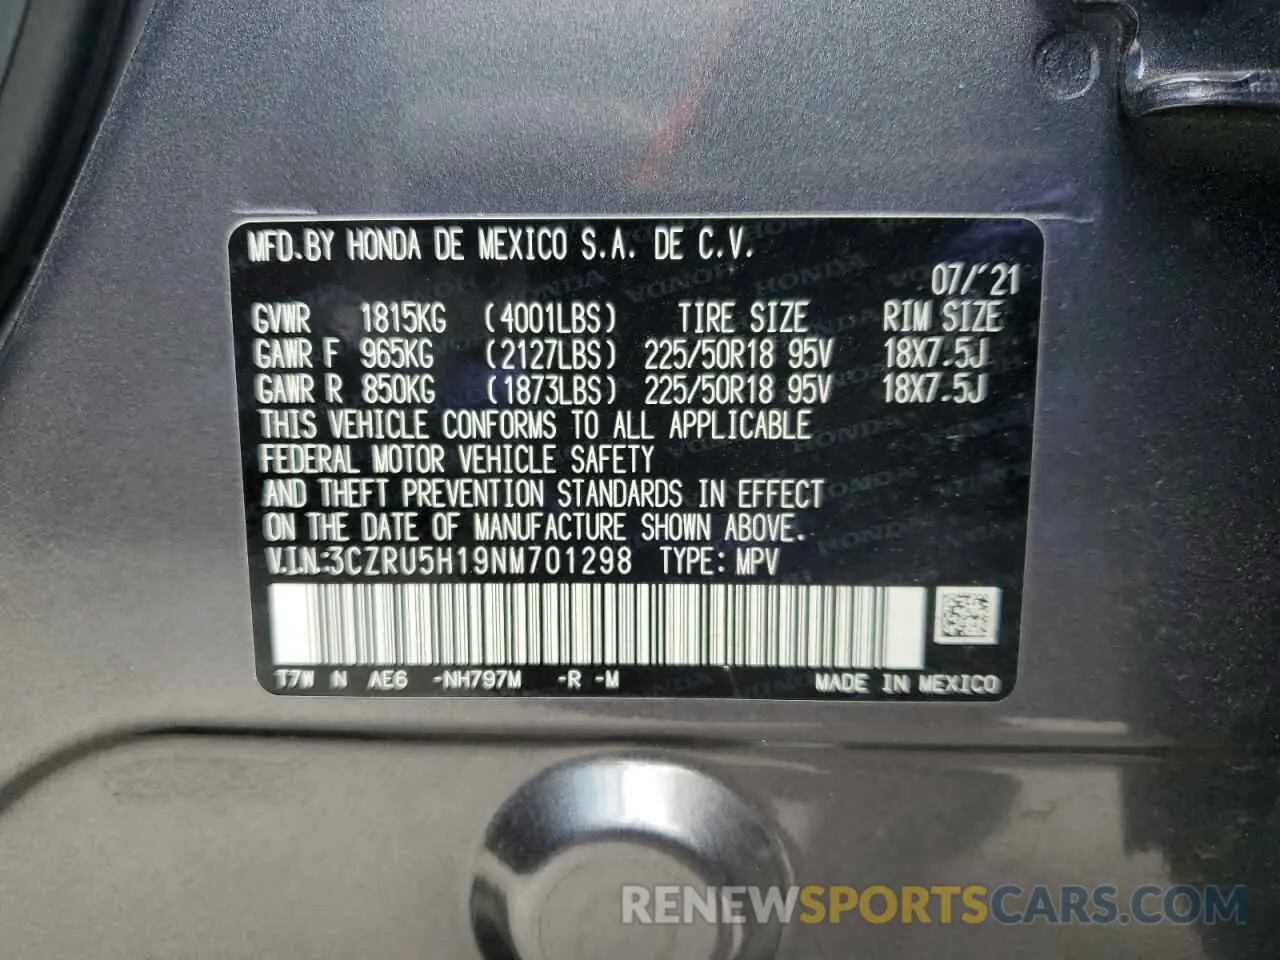 MFD.BY HONDA DE MEXICO S.A. DE C.V.
07/'21
GVWR 1815KG (4001LBS) TIRE SIZE RIM SIZE
GAWR F 965KG (2127LBS) 225/50R18 95V 18X7.5J
GAWR R 850KG (1873LBS) 225/50R18 95V 18X7.5J
THIS VEHICLE CONFORMS TO ALL APPLICABLE
FEDERAL MOTOR VEHICLE SAFETY
AND THEFT PREVENTION STANDARDS IN EFFECT
ON THE DATE OF MANUFACTURE SHOWN ABOVE.
V.I.N:3CZRU5H19NM701298 TYPE: MPV
T7W N AE6 -NH797M -R -M MADE IN MEXICO
RENEWSPORTSCARS.COM